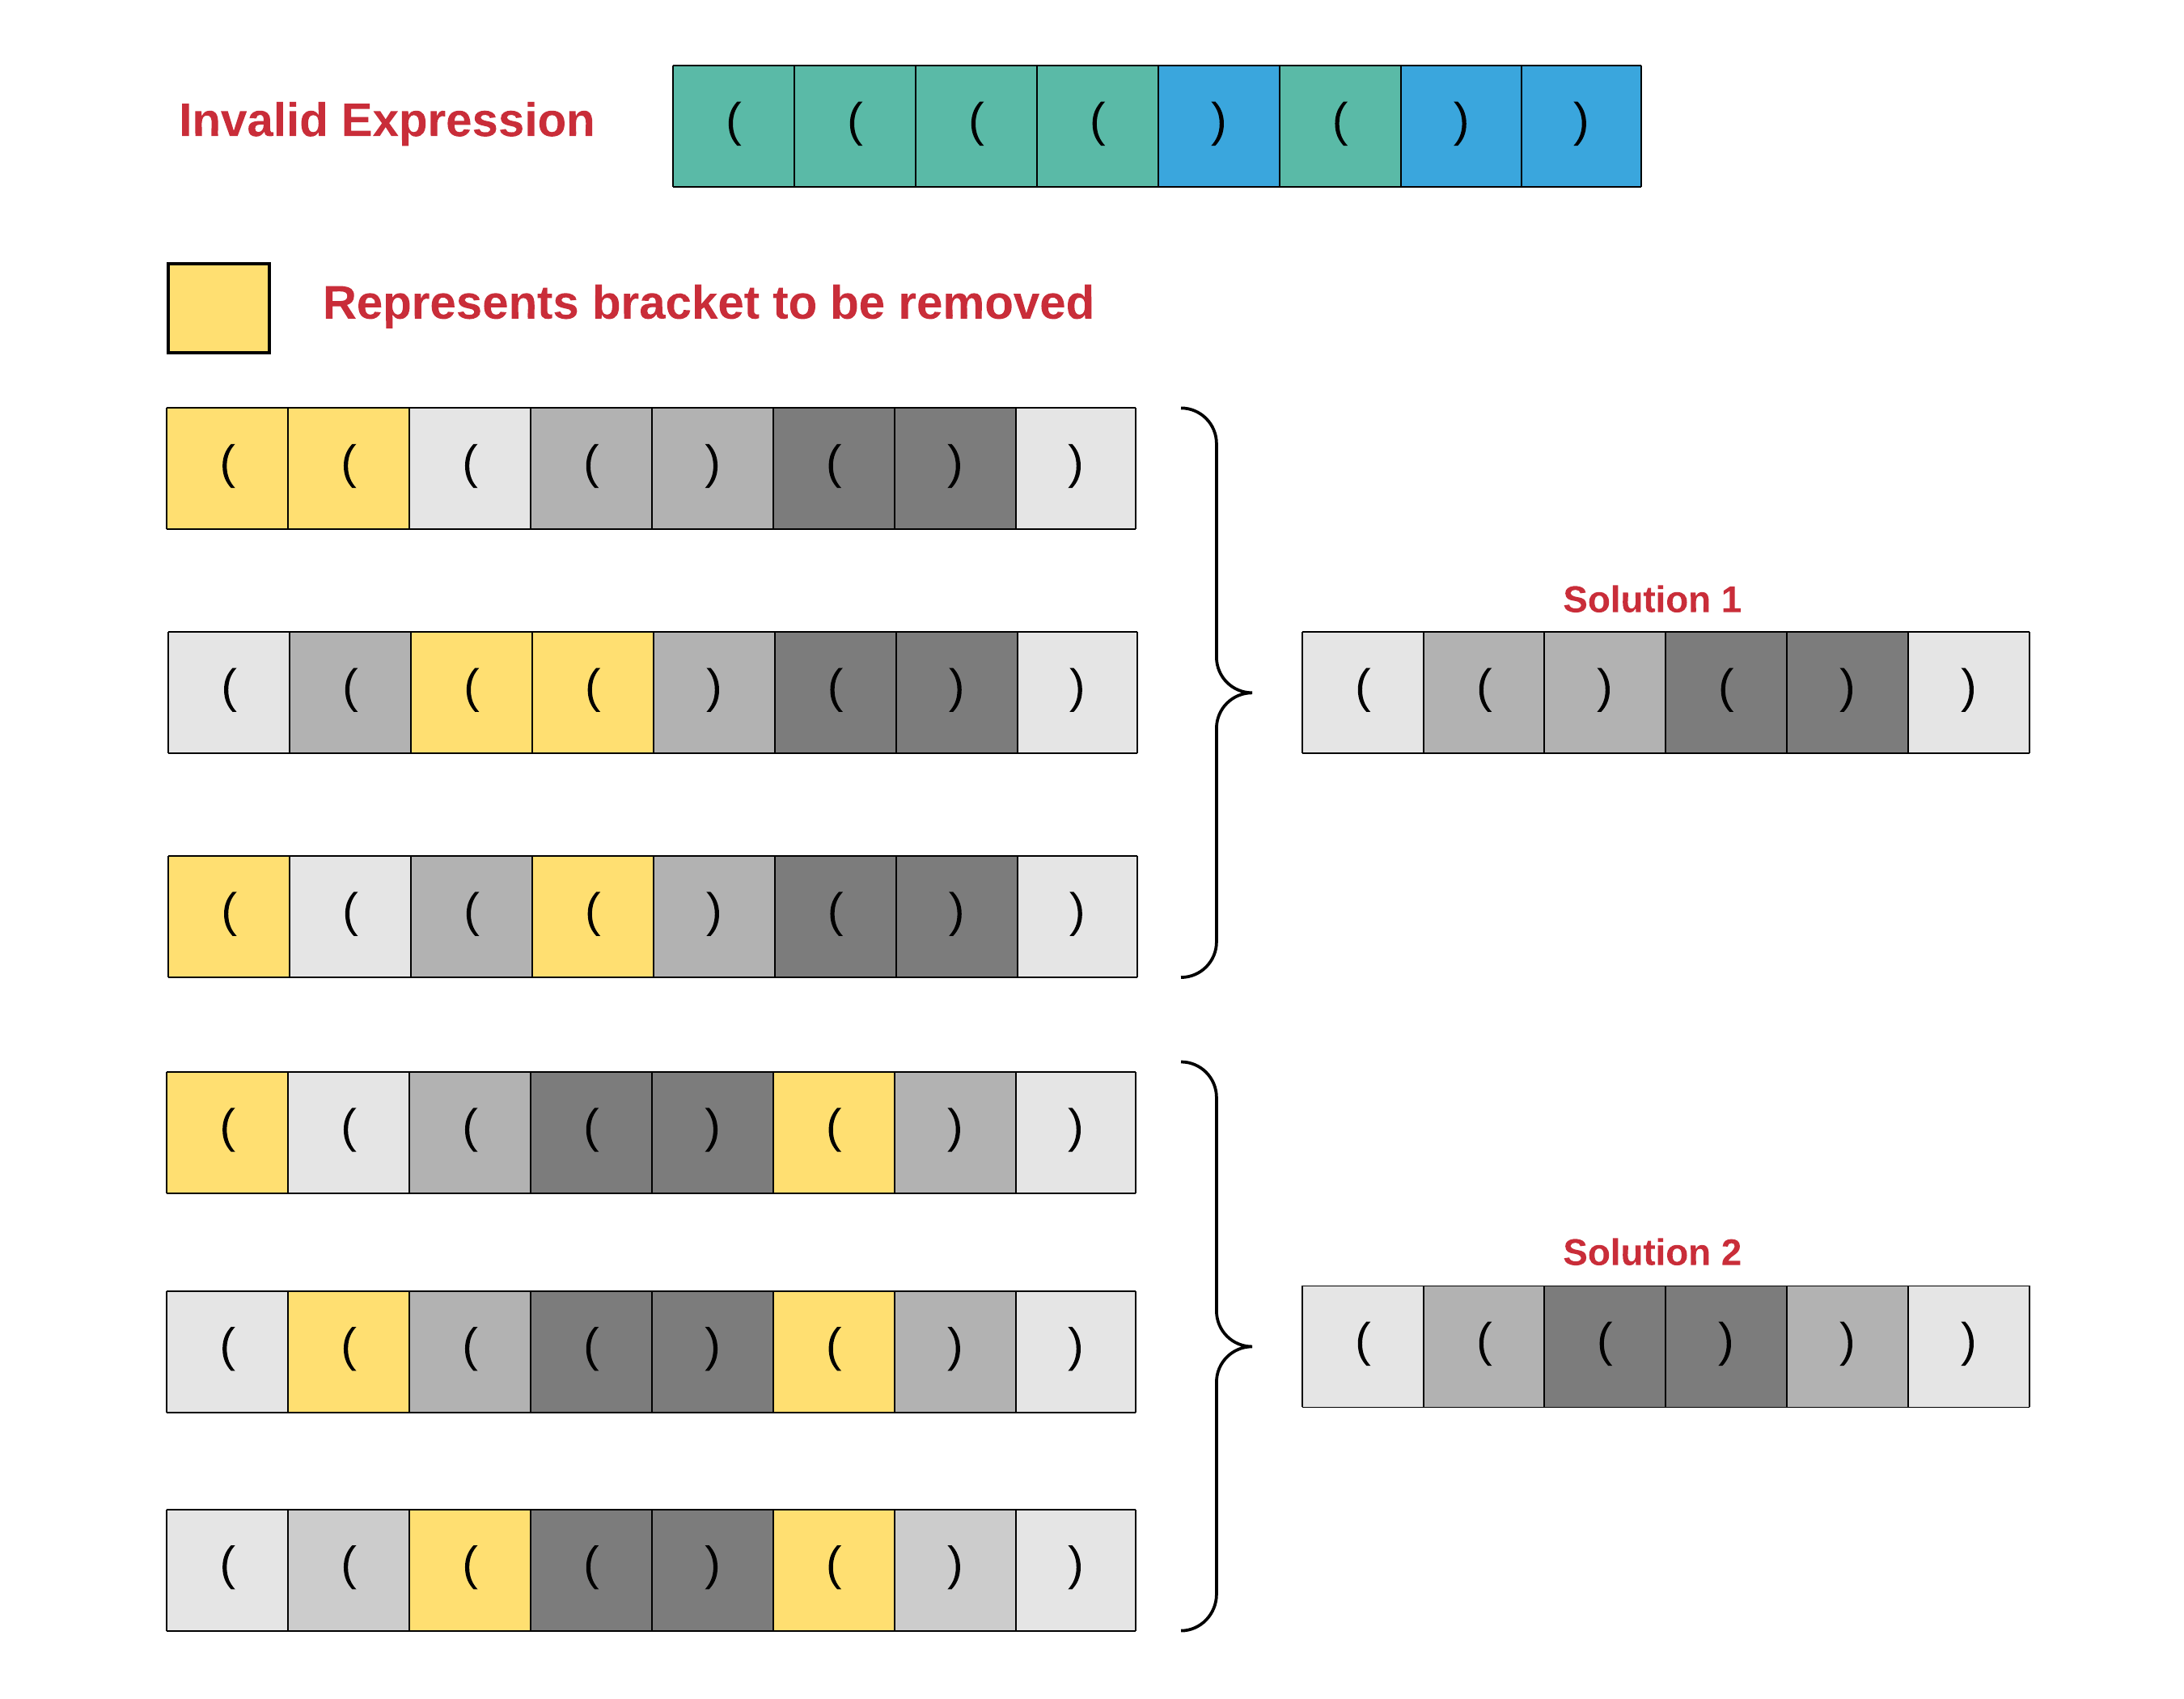 Invalid Expression ( ( ( ( ) ( ) )
Represents bracket to be removed
( ( ( ( ) ( ) )
Solution 1
( ( ( ( ) ( ) ) ( ( ) ( ) )
( ( ( ( ) ( ) )
( ( ( ( ) ( ) )
Solution 2
( ( ( ( ) ( ) ) ( ( ( ) ) )
( ( ( ( ) ( ) )